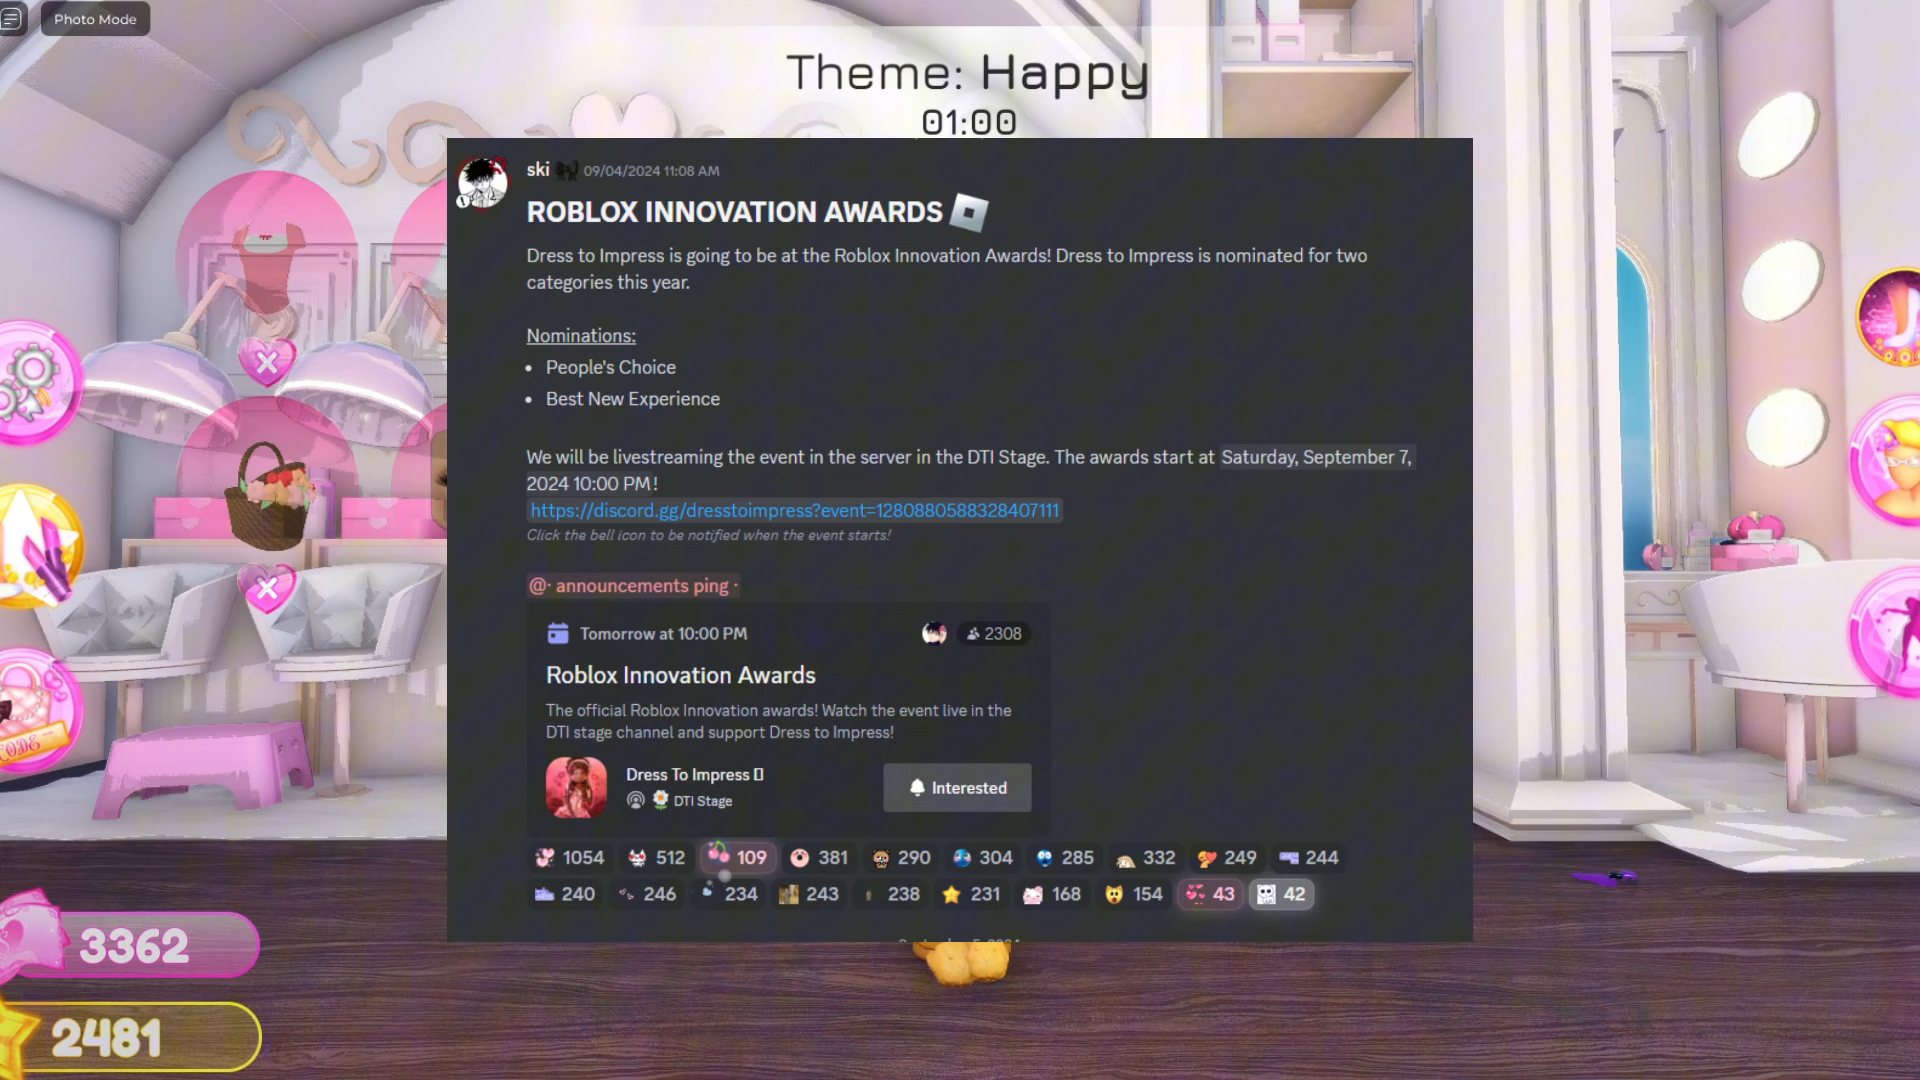 Photo Mode
Theme: Happy
01:00
ski 09/04/2024 11:08 AM
ROBLOX INNOVATION AWARDS
Dress to Impress is going to be at the Roblox Innovation Awards! Dress to Impress is nominated for two
categories this year.
Nominations:
• People's Choice
• Best New Experience
We will be livestreaming the event in the server in the DTI Stage. The awards start at Saturday, September 7,
2024 10:00 PM!
https://discord.gg/dresstoimpress?event=1280880588328407111
Click the bell icon to be notified when the event starts!
@· announcements ping ·
Tomorrow at 10:00 PM 2308
Roblox Innovation Awards
The official Roblox Innovation awards! Watch the event live in the
DTI stage channel and support Dress to Impress!
Dress To Impress
DTI Stage
Interested
1054 512 109 381 290 304 285 332 249 244
240 246 234 243 238 231 168 154 43 42
CODE
3362
2481